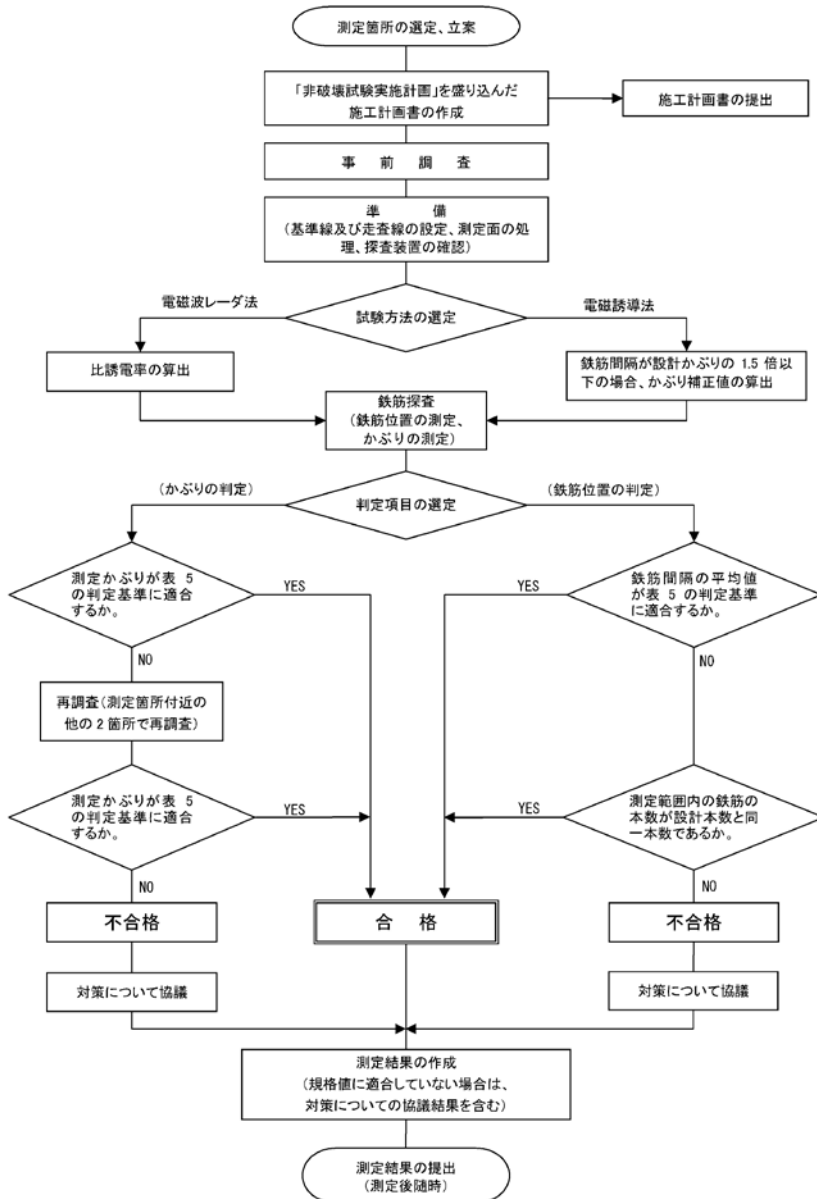 測定箇所の選定、立案
「非破壊試験実施計画」を盛り込んだ
施工計画書の作成
施工計画書の提出
事　前　調　査
準　　　備
(基準線及び走査線の設定、測定面の処
理、探査装置の確認)
電磁波レーダ法
試験方法の選定
電磁誘導法
比誘電率の算出
鉄筋間隔が設計かぶりの 1.5 倍以
下の場合、かぶり補正値の算出
鉄筋探査
(鉄筋位置の測定、
かぶりの測定)
(かぶりの判定)
判定項目の選定
(鉄筋位置の判定)
測定かぶりが表 5
の判定基準に適合
するか。
YES
YES
鉄筋間隔の平均値
が表 5 の判定基準
に適合するか。
NO
NO
再調査(測定箇所付近の
他の2箇所で再調査)
測定かぶりが表 5
の判定基準に適合
するか。
YES
YES
測定範囲内の鉄筋の
本数が設計本数と同
一本数であるか。
NO
NO
不合格
合　格
不合格
対策について協議
対策について協議
測定結果の作成
(規格値に適合していない場合は、
対策についての協議結果を含む)
測定結果の提出
(測定後随時)